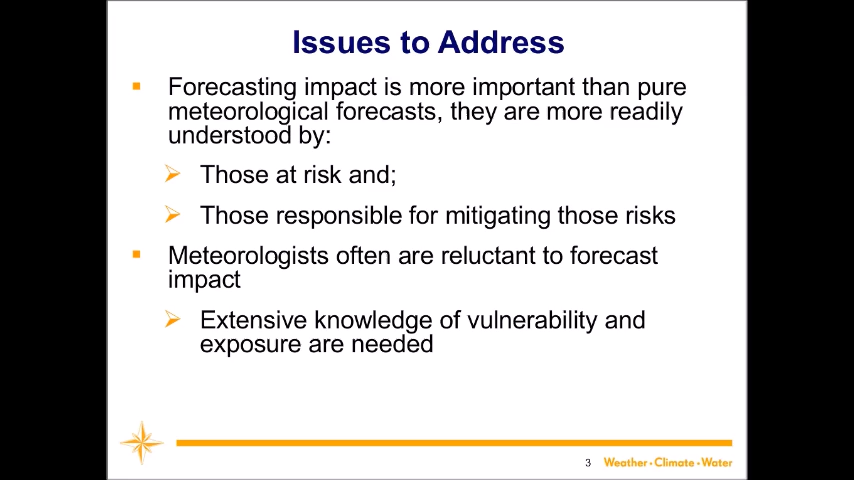 Issues to Address
Forecasting impact is more important than pure
meteorological forecasts, they are more readily
understood by:
Those at risk and;
Those responsible for mitigating those risks
Meteorologists often are reluctant to forecast
impact
Extensive knowledge of vulnerability and
exposure are needed
3 Weather • Climate • Water